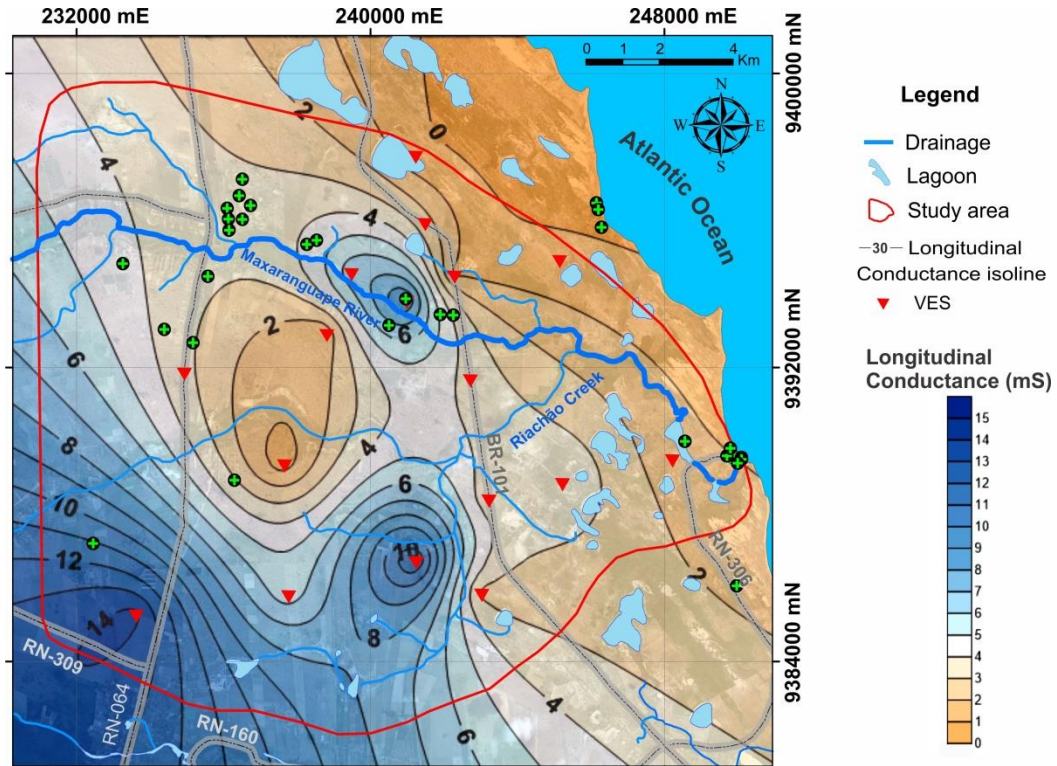 232000 mE
240000 mE
248000 mE
9400000 mN
9392000 mN
9384000 mN
0
1
2
4
Km
N
W
E
S
Atlantic Ocean
2
0
4
4
6
Maxaranguape River
2
6
8
10
12
14
4
6
10
8
BR-101
Riachão Creek
RN-306
2
4
6
RN-309
RN-064
RN-160
Legend
Drainage
Lagoon
Study area
—30— Longitudinal
Conductance isoline
VES
Longitudinal
Conductance (mS)
15
14
13
12
11
10
9
8
7
6
5
4
3
2
1
0